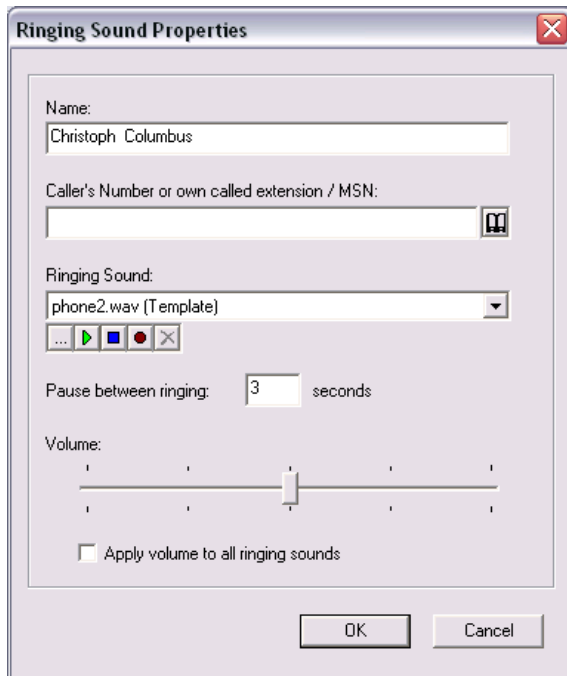 Ringing Sound Properties
Name:
Christoph  Columbus
Caller's Number or own called extension / MSN:
Ringing Sound:
phone2.wav (Template)
...
Pause between ringing: 3 seconds
Volume:
Apply volume to all ringing sounds
OK Cancel